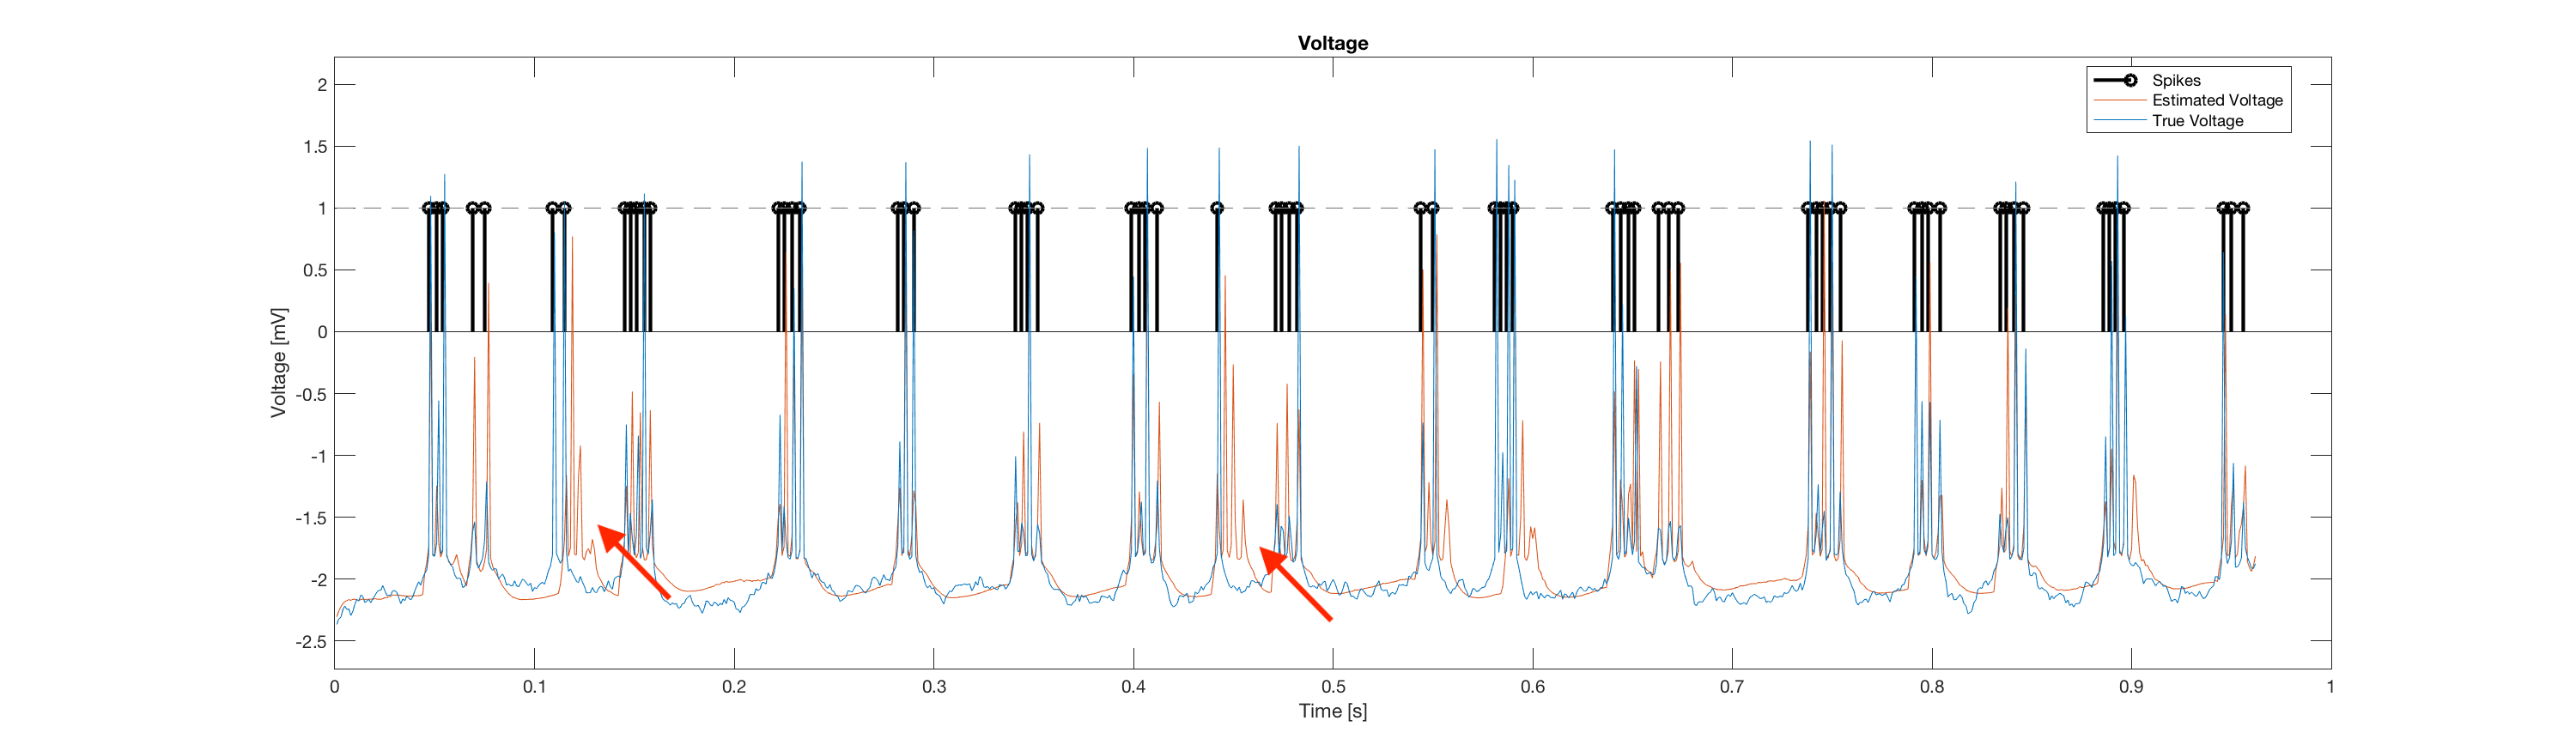 Voltage
Spikes
Estimated Voltage
True Voltage
2
1.5
1
0.5
0
-0.5
-1
-1.5
-2
-2.5
Voltage [mV]
0 0.1 0.2 0.3 0.4 0.5 0.6 0.7 0.8 0.9 1
Time [s]